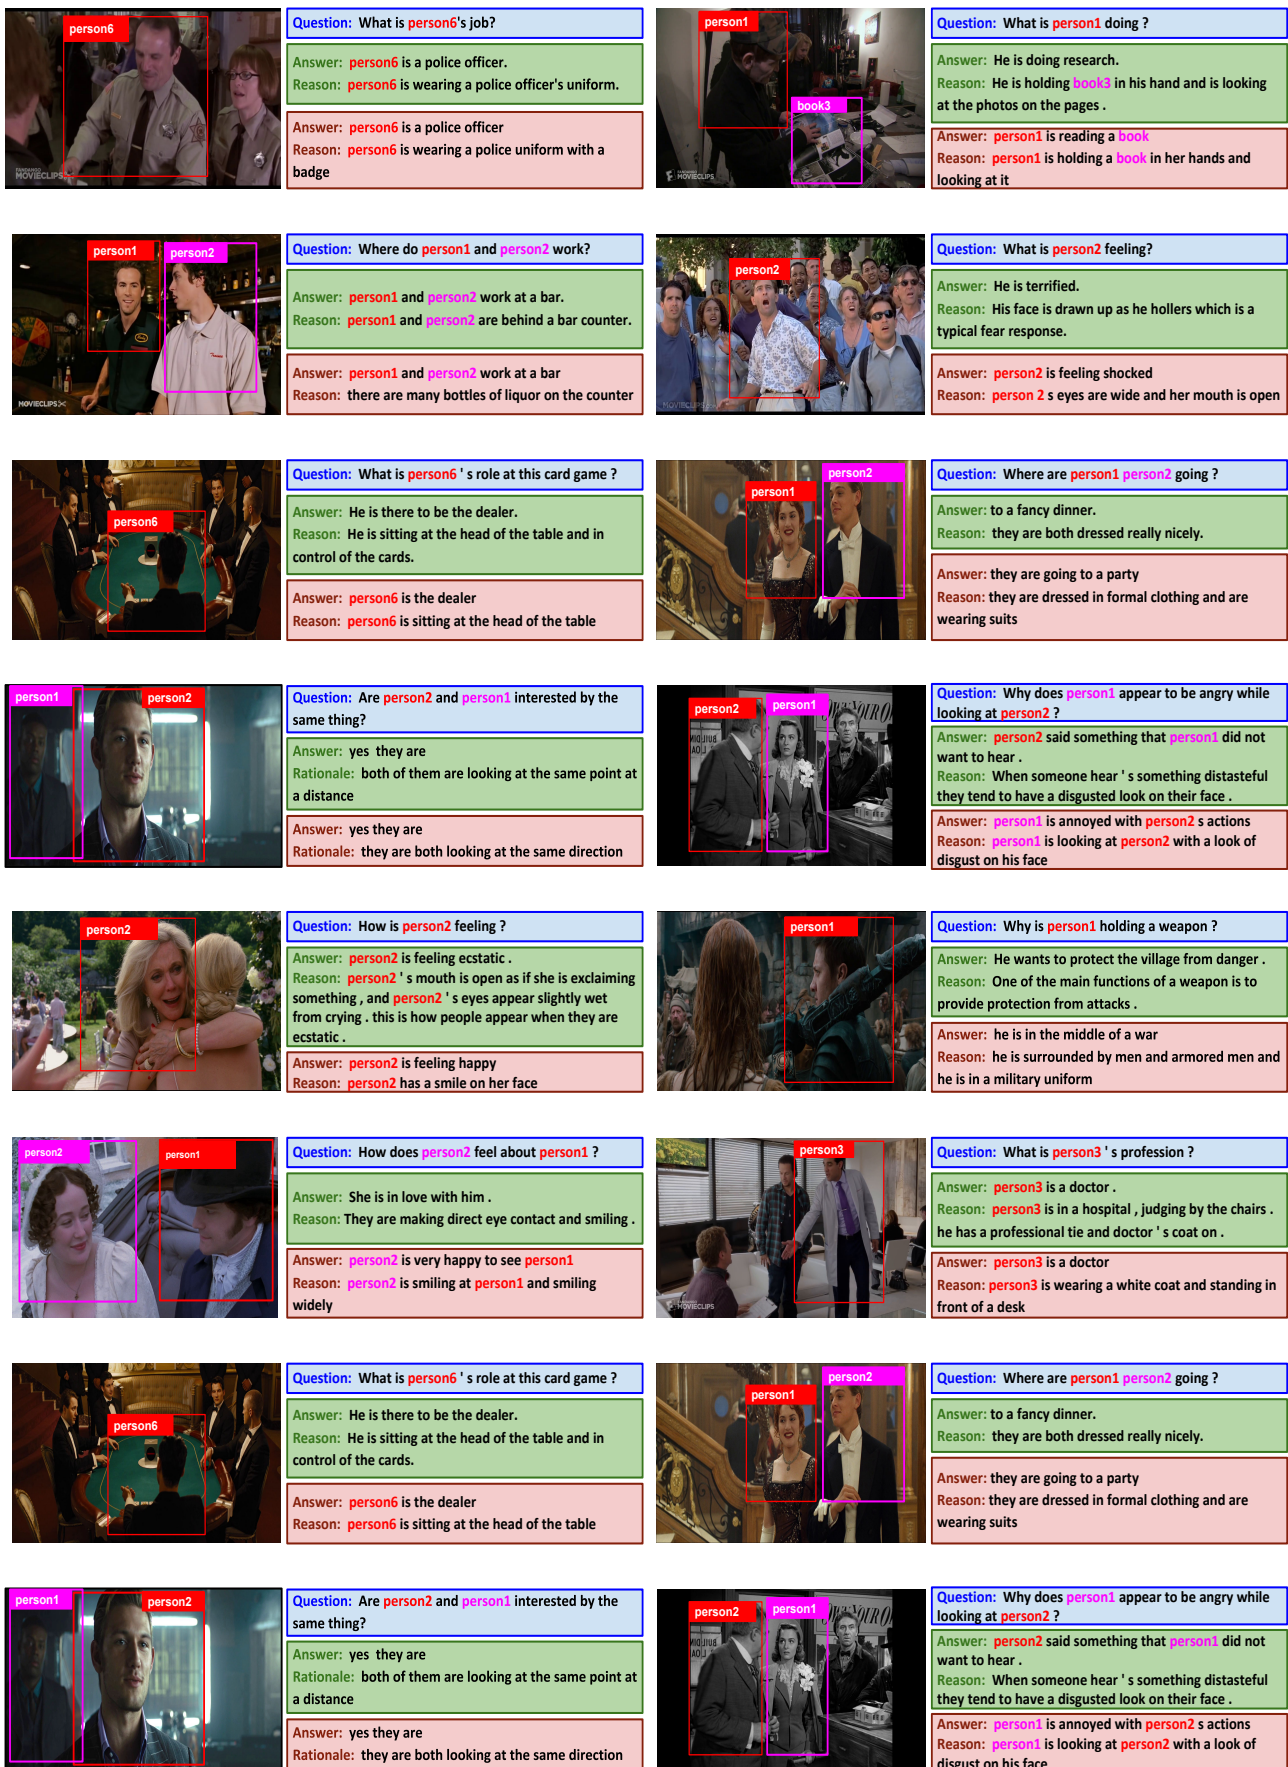 person6
FANDANGO
MOVIECLIPS
Question: What is person6's job?
Answer: person6 is a police officer.
Reason: person6 is wearing a police officer's uniform.
Answer: person6 is a police officer
Reason: person6 is wearing a police uniform with a
badge
person1
book3
FANDANGO
MOVIECLIPS
Question: What is person1 doing ?
Answer: He is doing research.
Reason: He is holding book3 in his hand and is looking
at the photos on the pages .
Answer: person1 is reading a book
Reason: person1 is holding a book in her hands and
looking at it
person1
person2
MOVIECLIPS
Question: Where do person1 and person2 work?
Answer: person1 and person2 work at a bar.
Reason: person1 and person2 are behind a bar counter.
Answer: person1 and person2 work at a bar
Reason: there are many bottles of liquor on the counter
person2
MOVIECLIPS
Question: What is person2 feeling?
Answer: He is terrified.
Reason: His face is drawn up as he hollers which is a
typical fear response.
Answer: person2 is feeling shocked
Reason: person 2 s eyes are wide and her mouth is open
person6
Question: What is person6 ' s role at this card game ?
Answer: He is there to be the dealer.
Reason: He is sitting at the head of the table and in
control of the cards.
Answer: person6 is the dealer
Reason: person6 is sitting at the head of the table
person1
person2
Question: Where are person1 person2 going ?
Answer: to a fancy dinner.
Reason: they are both dressed really nicely.
Answer: they are going to a party
Reason: they are dressed in formal clothing and are
wearing suits
person1
person2
Question: Are person2 and person1 interested by the
same thing?
Answer: yes they are
Rationale: both of them are looking at the same point at
a distance
Answer: yes they are
Rationale: they are both looking at the same direction
person2
person1
Question: Why does person1 appear to be angry while
looking at person2 ?
Answer: person2 said something that person1 did not
want to hear .
Reason: When someone hear ' s something distasteful
they tend to have a disgusted look on their face .
Answer: person1 is annoyed with person2 s actions
Reason: person1 is looking at person2 with a look of
disgust on his face
person2
Question: How is person2 feeling ?
Answer: person2 is feeling ecstatic .
Reason: person2 ' s mouth is open as if she is exclaiming
something , and person2 ' s eyes appear slightly wet
from crying . this is how people appear when they are
ecstatic .
Answer: person2 is feeling happy
Reason: person2 has a smile on her face
person1
Question: Why is person1 holding a weapon ?
Answer: He wants to protect the village from danger .
Reason: One of the main functions of a weapon is to
provide protection from attacks .
Answer: he is in the middle of a war
Reason: he is surrounded by men and armored men and
he is in a military uniform
person2
person1
Question: How does person2 feel about person1 ?
Answer: She is in love with him .
Reason: They are making direct eye contact and smiling .
Answer: person2 is very happy to see person1
Reason: person2 is smiling at person1 and smiling
widely
person3
FANDANGO
MOVIECLIPS
Question: What is person3 ' s profession ?
Answer: person3 is a doctor .
Reason: person3 is in a hospital , judging by the chairs .
he has a professional tie and doctor ' s coat on .
Answer: person3 is a doctor
Reason: person3 is wearing a white coat and standing in
front of a desk
person6
Question: What is person6 ' s role at this card game ?
Answer: He is there to be the dealer.
Reason: He is sitting at the head of the table and in
control of the cards.
Answer: person6 is the dealer
Reason: person6 is sitting at the head of the table
person1
person2
Question: Where are person1 person2 going ?
Answer: to a fancy dinner.
Reason: they are both dressed really nicely.
Answer: they are going to a party
Reason: they are dressed in formal clothing and are
wearing suits
person1
person2
Question: Are person2 and person1 interested by the
same thing?
Answer: yes they are
Rationale: both of them are looking at the same point at
a distance
Answer: yes they are
Rationale: they are both looking at the same direction
person2
person1
Question: Why does person1 appear to be angry while
looking at person2 ?
Answer: person2 said something that person1 did not
want to hear .
Reason: When someone hear ' s something distasteful
they tend to have a disgusted look on their face .
Answer: person1 is annoyed with person2 s actions
Reason: person1 is looking at person2 with a look of
disgust on his face